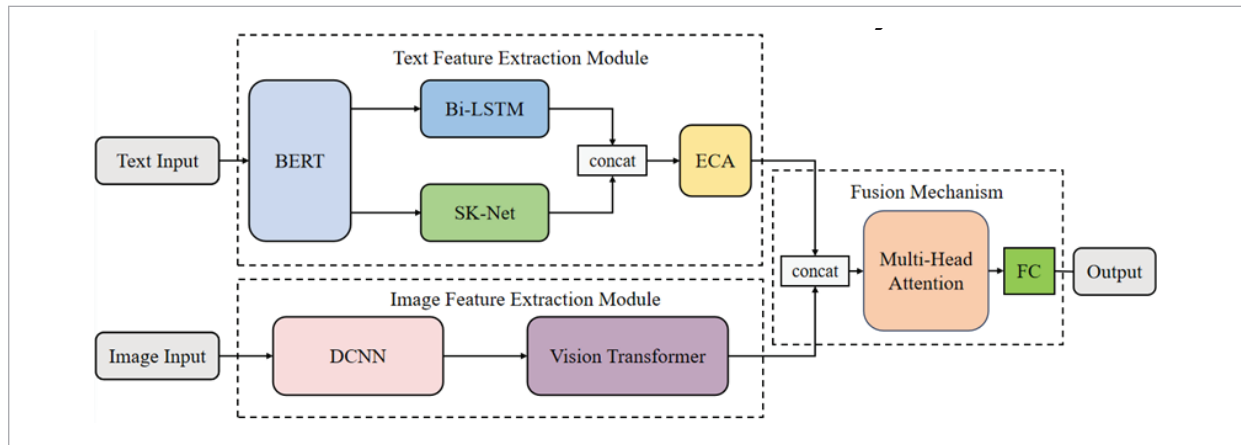 Text Feature Extraction Module
Text Input
BERT
Bi-LSTM
SK-Net
concat
ECA
Image Feature Extraction Module
Image Input
DCNN
Vision Transformer
Fusion Mechanism
concat
Multi-Head
Attention
FC
Output